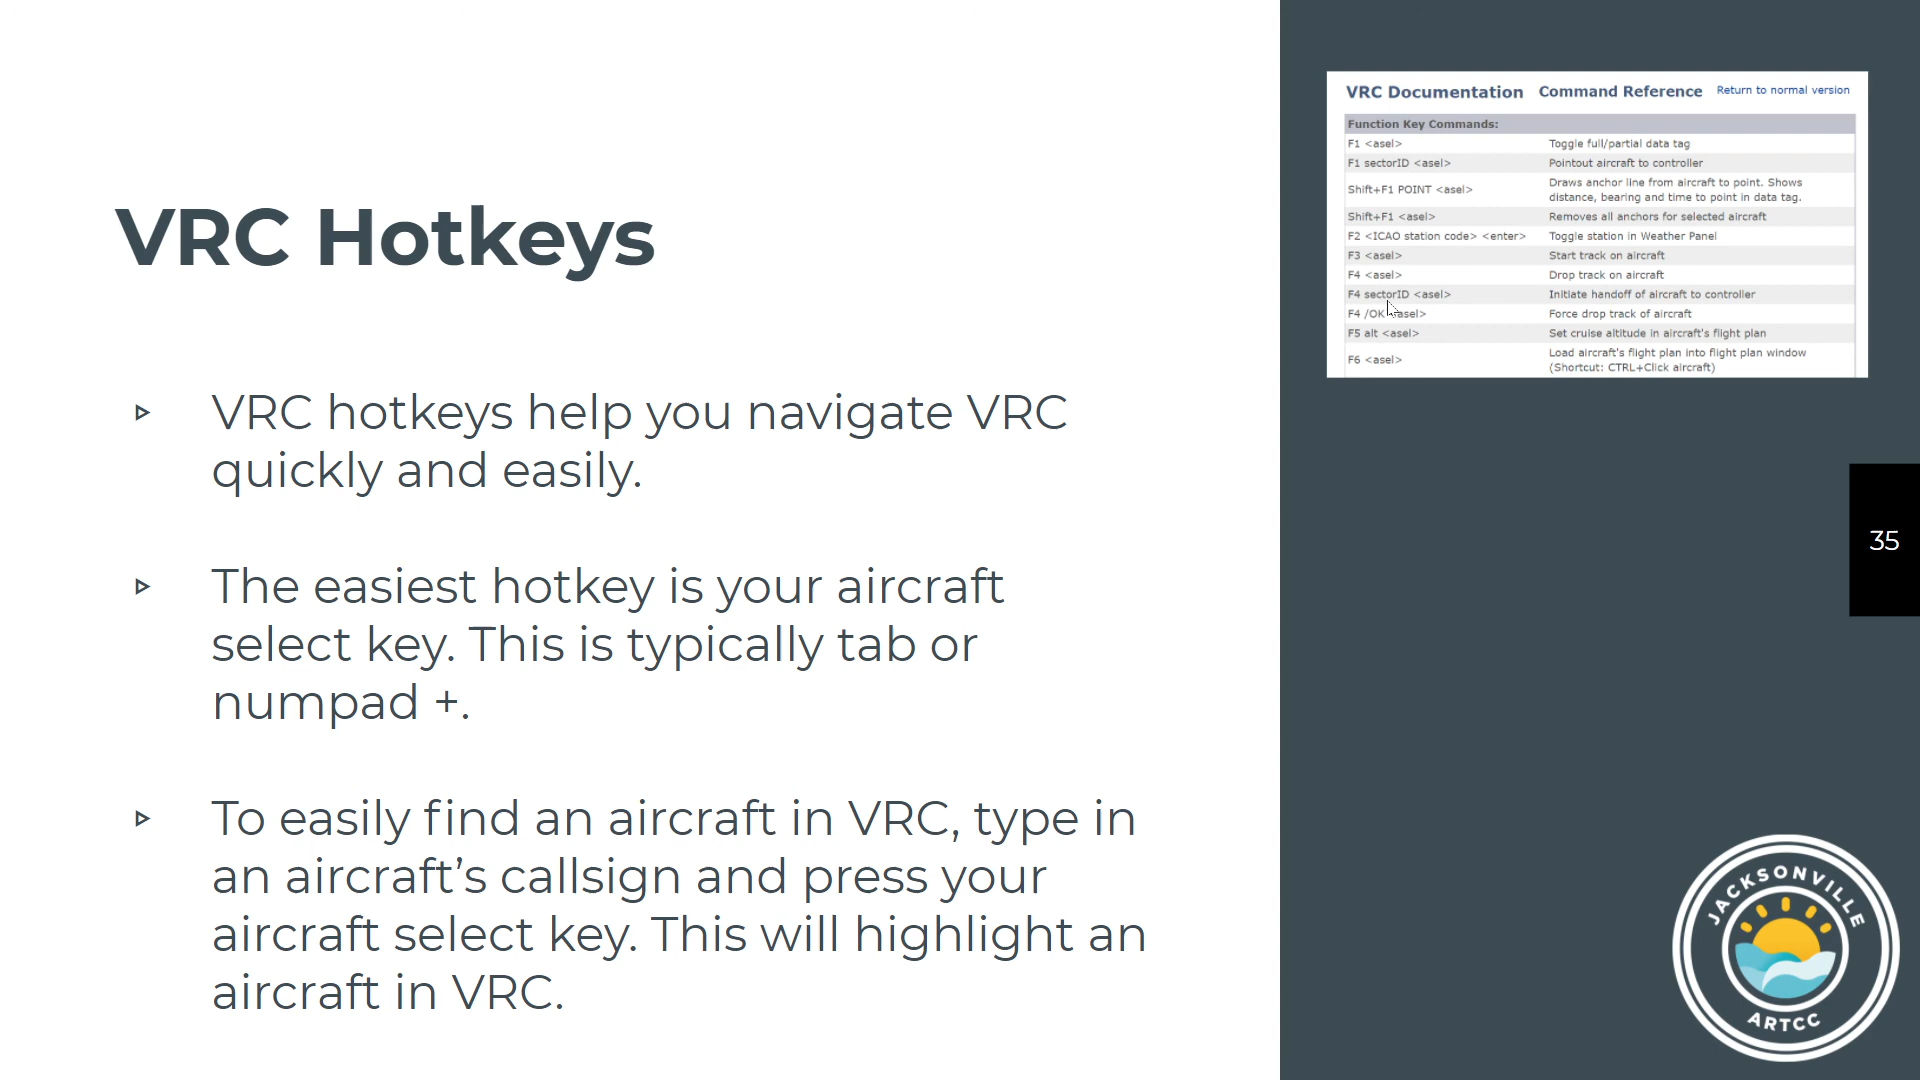 VRC Hotkeys
▹ VRC hotkeys help you navigate VRC
quickly and easily.
▹ The easiest hotkey is your aircraft
select key. This is typically tab or
numpad +.
▹ To easily find an aircraft in VRC, type in
an aircraft’s callsign and press your
aircraft select key. This will highlight an
aircraft in VRC.
VRC Documentation Command Reference Return to normal version
Function Key Commands:
F1 <asel> Toggle full/partial data tag
F1 sectorID <asel> Pointout aircraft to controller
Shift+F1 POINT <asel> Draws anchor line from aircraft to point. Shows
distance, bearing and time to point in data tag.
Shift+F1 <asel> Removes all anchors for selected aircraft
F2 <ICAO station code> <enter> Toggle station in Weather Panel
F3 <asel> Start track on aircraft
F4 <asel> Drop track on aircraft
F4 sectorID <asel> Initiate handoff of aircraft to controller
F4 /OK <asel> Force drop track of aircraft
F5 alt <asel> Set cruise altitude in aircraft's flight plan
F6 <asel> Load aircraft's flight plan into flight plan window
(Shortcut: CTRL+Click aircraft)
35
JACKSONVILLE
ARTCC